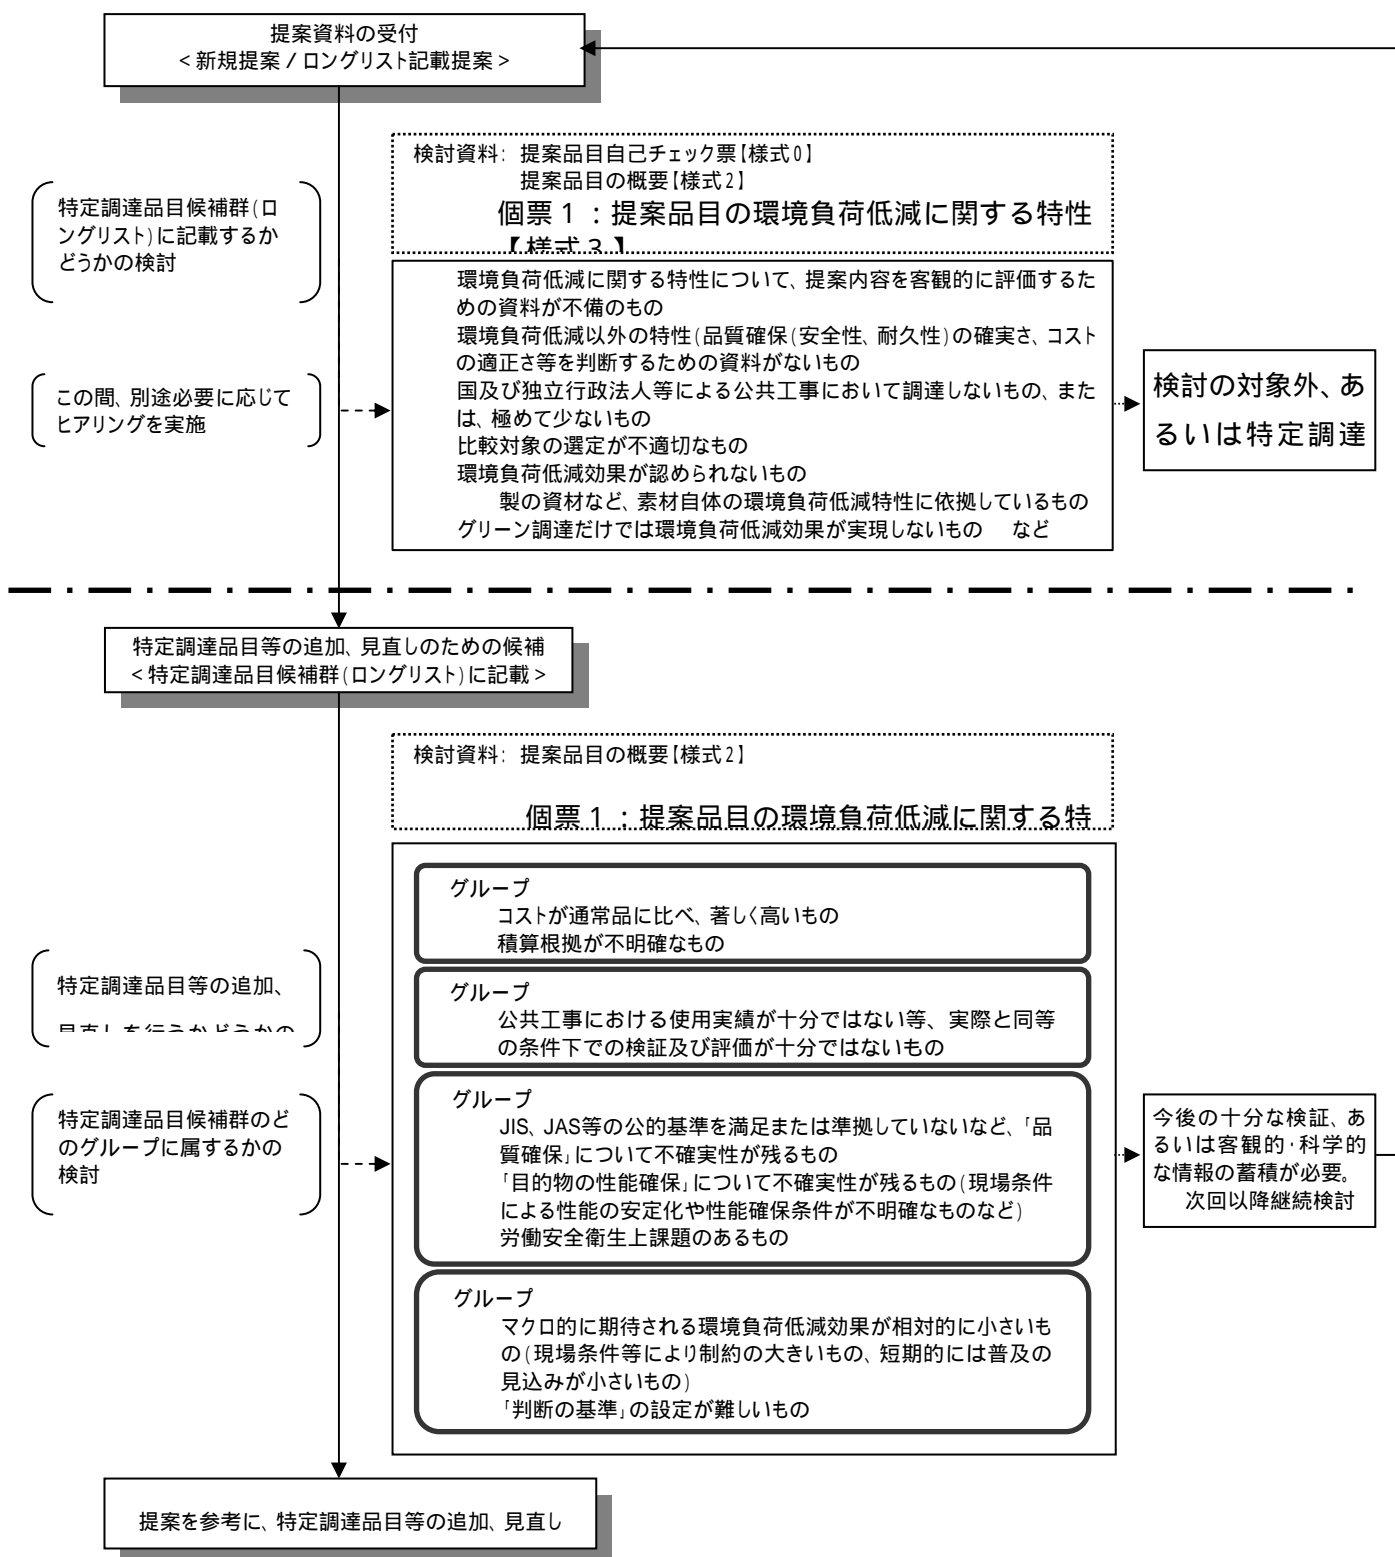 提案資料の受付
<新規提案/ロングリスト記載提案>
検討資料:提案品目自己チェック票【様式0】
提案品目の概要【様式2】
個票1:提案品目の環境負荷低減に関する特性
【様式3】
特定調達品目候補群(ロ
ングリスト)に記載するか
どうかの検討
この間、別途必要に応じて
ヒアリングを実施
環境負荷低減に関する特性について、提案内容を客観的に評価するた
めの資料が不備のもの
環境負荷低減以外の特性(品質確保(安全性、耐久性)の確実さ、コスト
の適正さ等を判断するための資料がないもの
国及び独立行政法人等による公共工事において調達しないもの、また
は、極めて少ないもの
比較対象の選定が不適切なもの
環境負荷低減効果が認められないもの
製の資材など、素材自体の環境負荷低減特性に依拠しているもの
グリーン調達だけでは環境負荷低減効果が実現しないもの など
検討の対象外、あ
るいは特定調達
特定調達品目等の追加、見直しのための候補
<特定調達品目候補群(ロングリスト)に記載>
検討資料:提案品目の概要【様式2】
個票1:提案品目の環境負荷低減に関する特
特定調達品目等の追加、
見直しを行うかどうかの
特定調達品目候補群のど
のグループに属するかの
検討
グループ
コストが通常品に比べ、著しく高いもの
積算根拠が不明確なもの
グループ
公共工事における使用実績が十分ではない等、実際と同等
の条件下での検証及び評価が十分ではないもの
グループ
JIS、JAS等の公的基準を満足または準拠していないなど、「品
質確保」について不確実性が残るもの
「目的物の性能確保」について不確実性が残るもの(現場条件
による性能の安定化や性能確保条件が不明確なものなど)
労働安全衛生上課題のあるもの
グループ
マクロ的に期待される環境負荷低減効果が相対的に小さいも
の(現場条件等により制約の大きいもの、短期的には普及の
見込みが小さいもの)
「判断の基準」の設定が難しいもの
今後の十分な検証、あ
るいは客観的・科学的
な情報の蓄積が必要。
次回以降継続検討
提案を参考に、特定調達品目等の追加、見直し